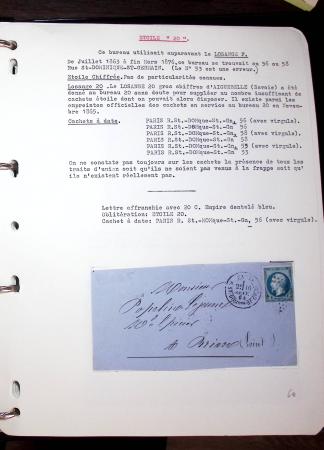 ETOILE "20".
Ce bureau utilisait auparavant le LOSANGE F.
De Juillet 1863 à fin Mars 1876, ce bureau se trouvait au 56 ou 58
Rue St-DOMINIQUE-ST-GERMAIN. (Le N° 53 est une erreur.)
Etoile Chiffrée. Pas de particularités connues.
Losange 20 .Le LOSANGE 20 gros chiffres d'AIGUEBELLE (Savoie) a été
donné au Bureau 20 sans doute pour suppléer au nombre insuffisant de
cachets étoile dont on pouvait alors disposer. Il existe parmi les
empreintes officielles des cachets en service au bureau 20 en Novem-
bre 1865.
Cachets à date. PARIS R.St.-DOMque-St.-Gn, 56 (avec virgule).
PARIS R.St.-DOMque-St.-Gn 56
PARIS R.St.-DOMque-St.-Gn, 58 (avec virgule).
PARIS R.St.-DOMque-St.-Gn 58
PARIS R.St.-DOMque-St-Gn, 53 (avec virgule).
PARIS R.St.-DOMque-St.-Gn 53
On ne constate pas toujours sur les cachets la présence de tous les
traits d'union soit qu'ils ne soient pas venus à la frappe soit qu'
ils n'existent réellement pas.
Lettre affranchie avec 20 C. Empire dentelé bleu.
Oblitération: ETOILE 20.
Cachet à date: PARIS R. St.-DOMque-St.-Gn, 56 (avec virgule).
Monsieur
Md Epicier
à